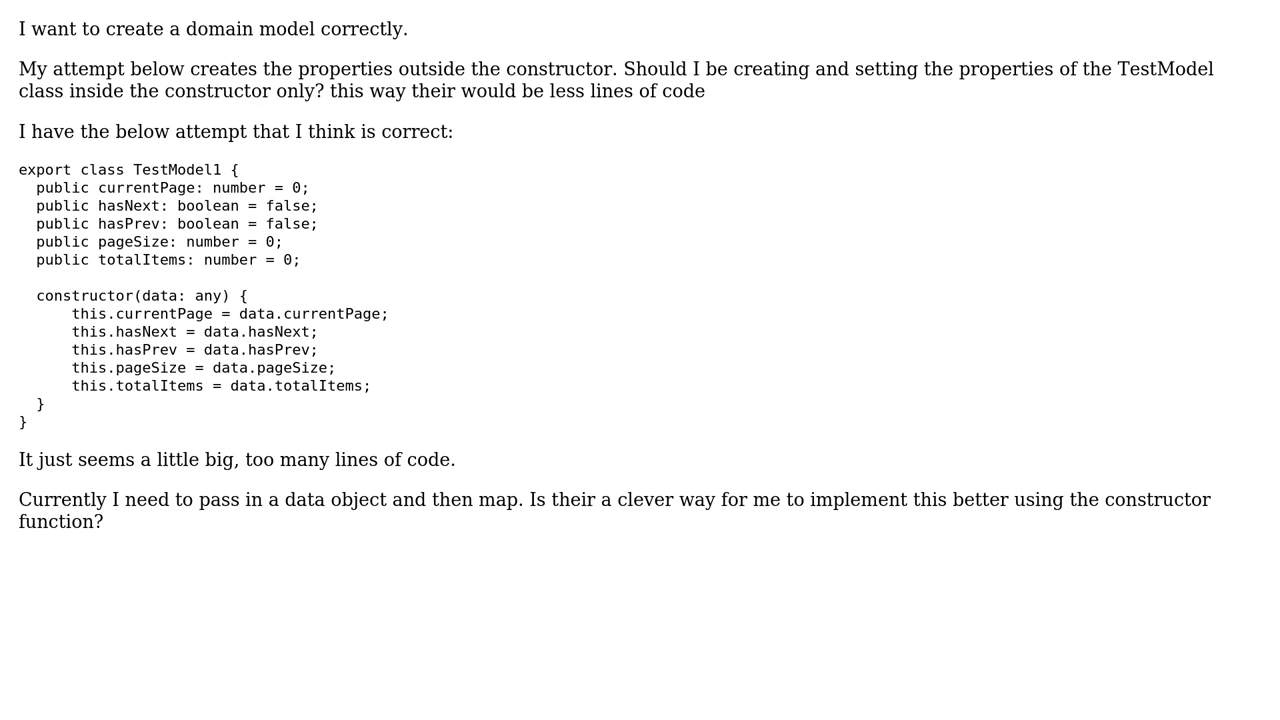 I want to create a domain model correctly.
My attempt below creates the properties outside the constructor. Should I be creating and setting the properties of the TestModel
class inside the constructor only? this way their would be less lines of code
I have the below attempt that I think is correct:
export class TestModel1 {
  public currentPage: number = 0;
  public hasNext: boolean = false;
  public hasPrev: boolean = false;
  public pageSize: number = 0;
  public totalItems: number = 0;
  constructor(data: any) {
      this.currentPage = data.currentPage;
      this.hasNext = data.hasNext;
      this.hasPrev = data.hasPrev;
      this.pageSize = data.pageSize;
      this.totalItems = data.totalItems;
  }
}
It just seems a little big, too many lines of code.
Currently I need to pass in a data object and then map. Is their a clever way for me to implement this better using the constructor
function?